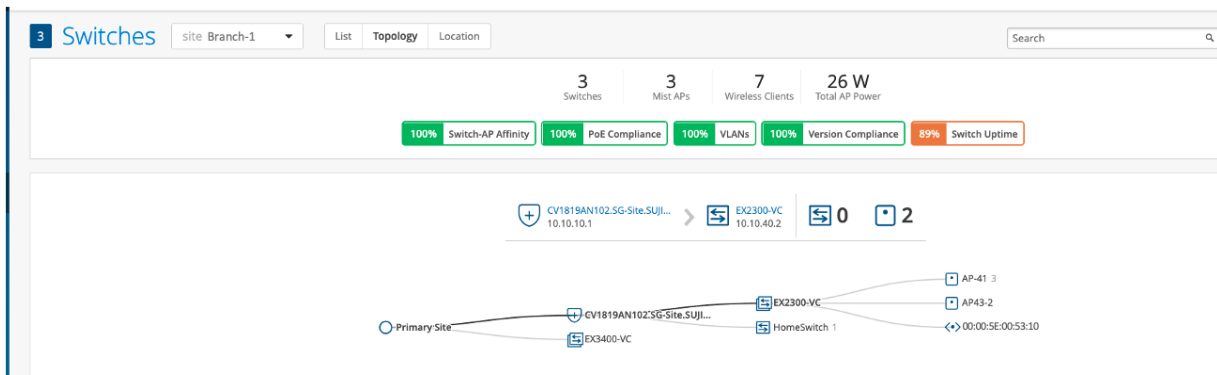 3 Switches site Branch-1 List Topology Location Search
3 3 7 26 W
Switches Mist APs Wireless Clients Total AP Power
100% Switch-AP Affinity 100% PoE Compliance 100% VLANs 100% Version Compliance 89% Switch Uptime
CV1819AN102.SG-Site.SUJI... EX2300-VC 0 2
10.10.10.1 10.10.40.2
AP-41 3
EX2300-VC AP43-2
CV1819AN102.SG-Site.SUJI...
Primary Site HomeSwitch 1 00:00:5E:00:53:10
EX3400-VC